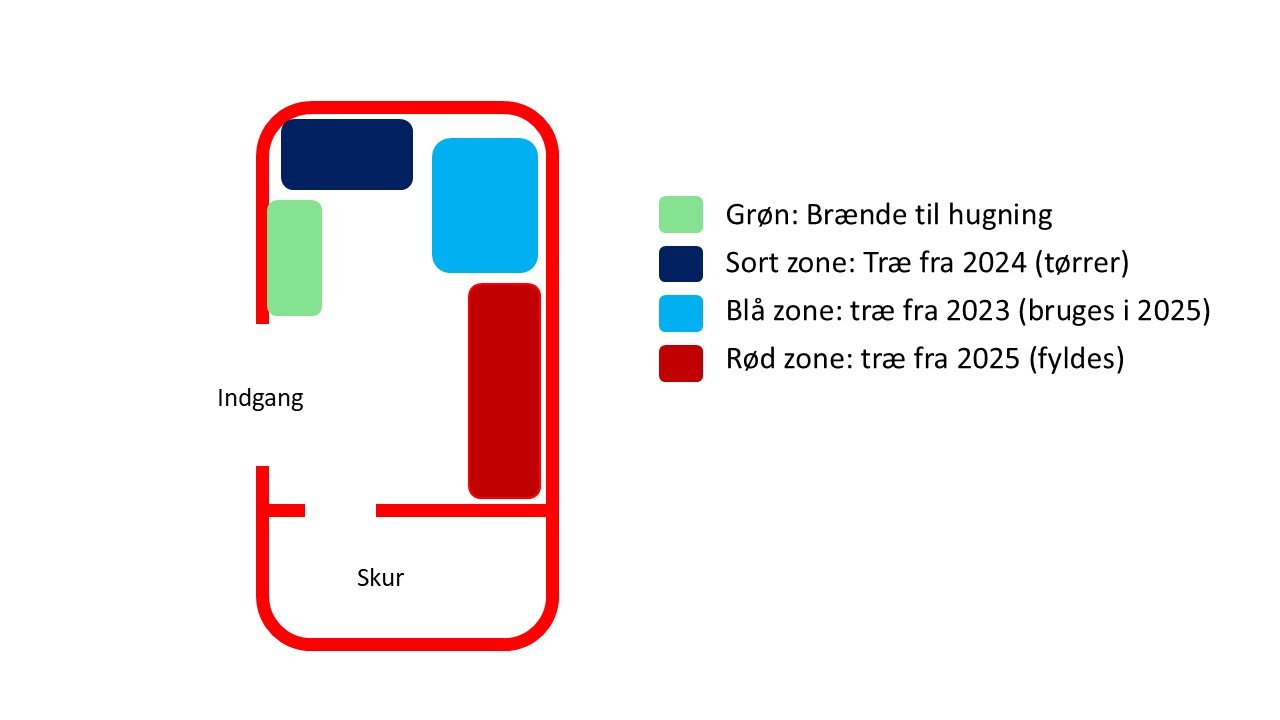 Grøn: Brænde til hugning
Sort zone: Træ fra 2024 (tørrer)
Blå zone: træ fra 2023 (bruges i 2025)
Rød zone: træ fra 2025 (fyldes)
Indgang
Skur